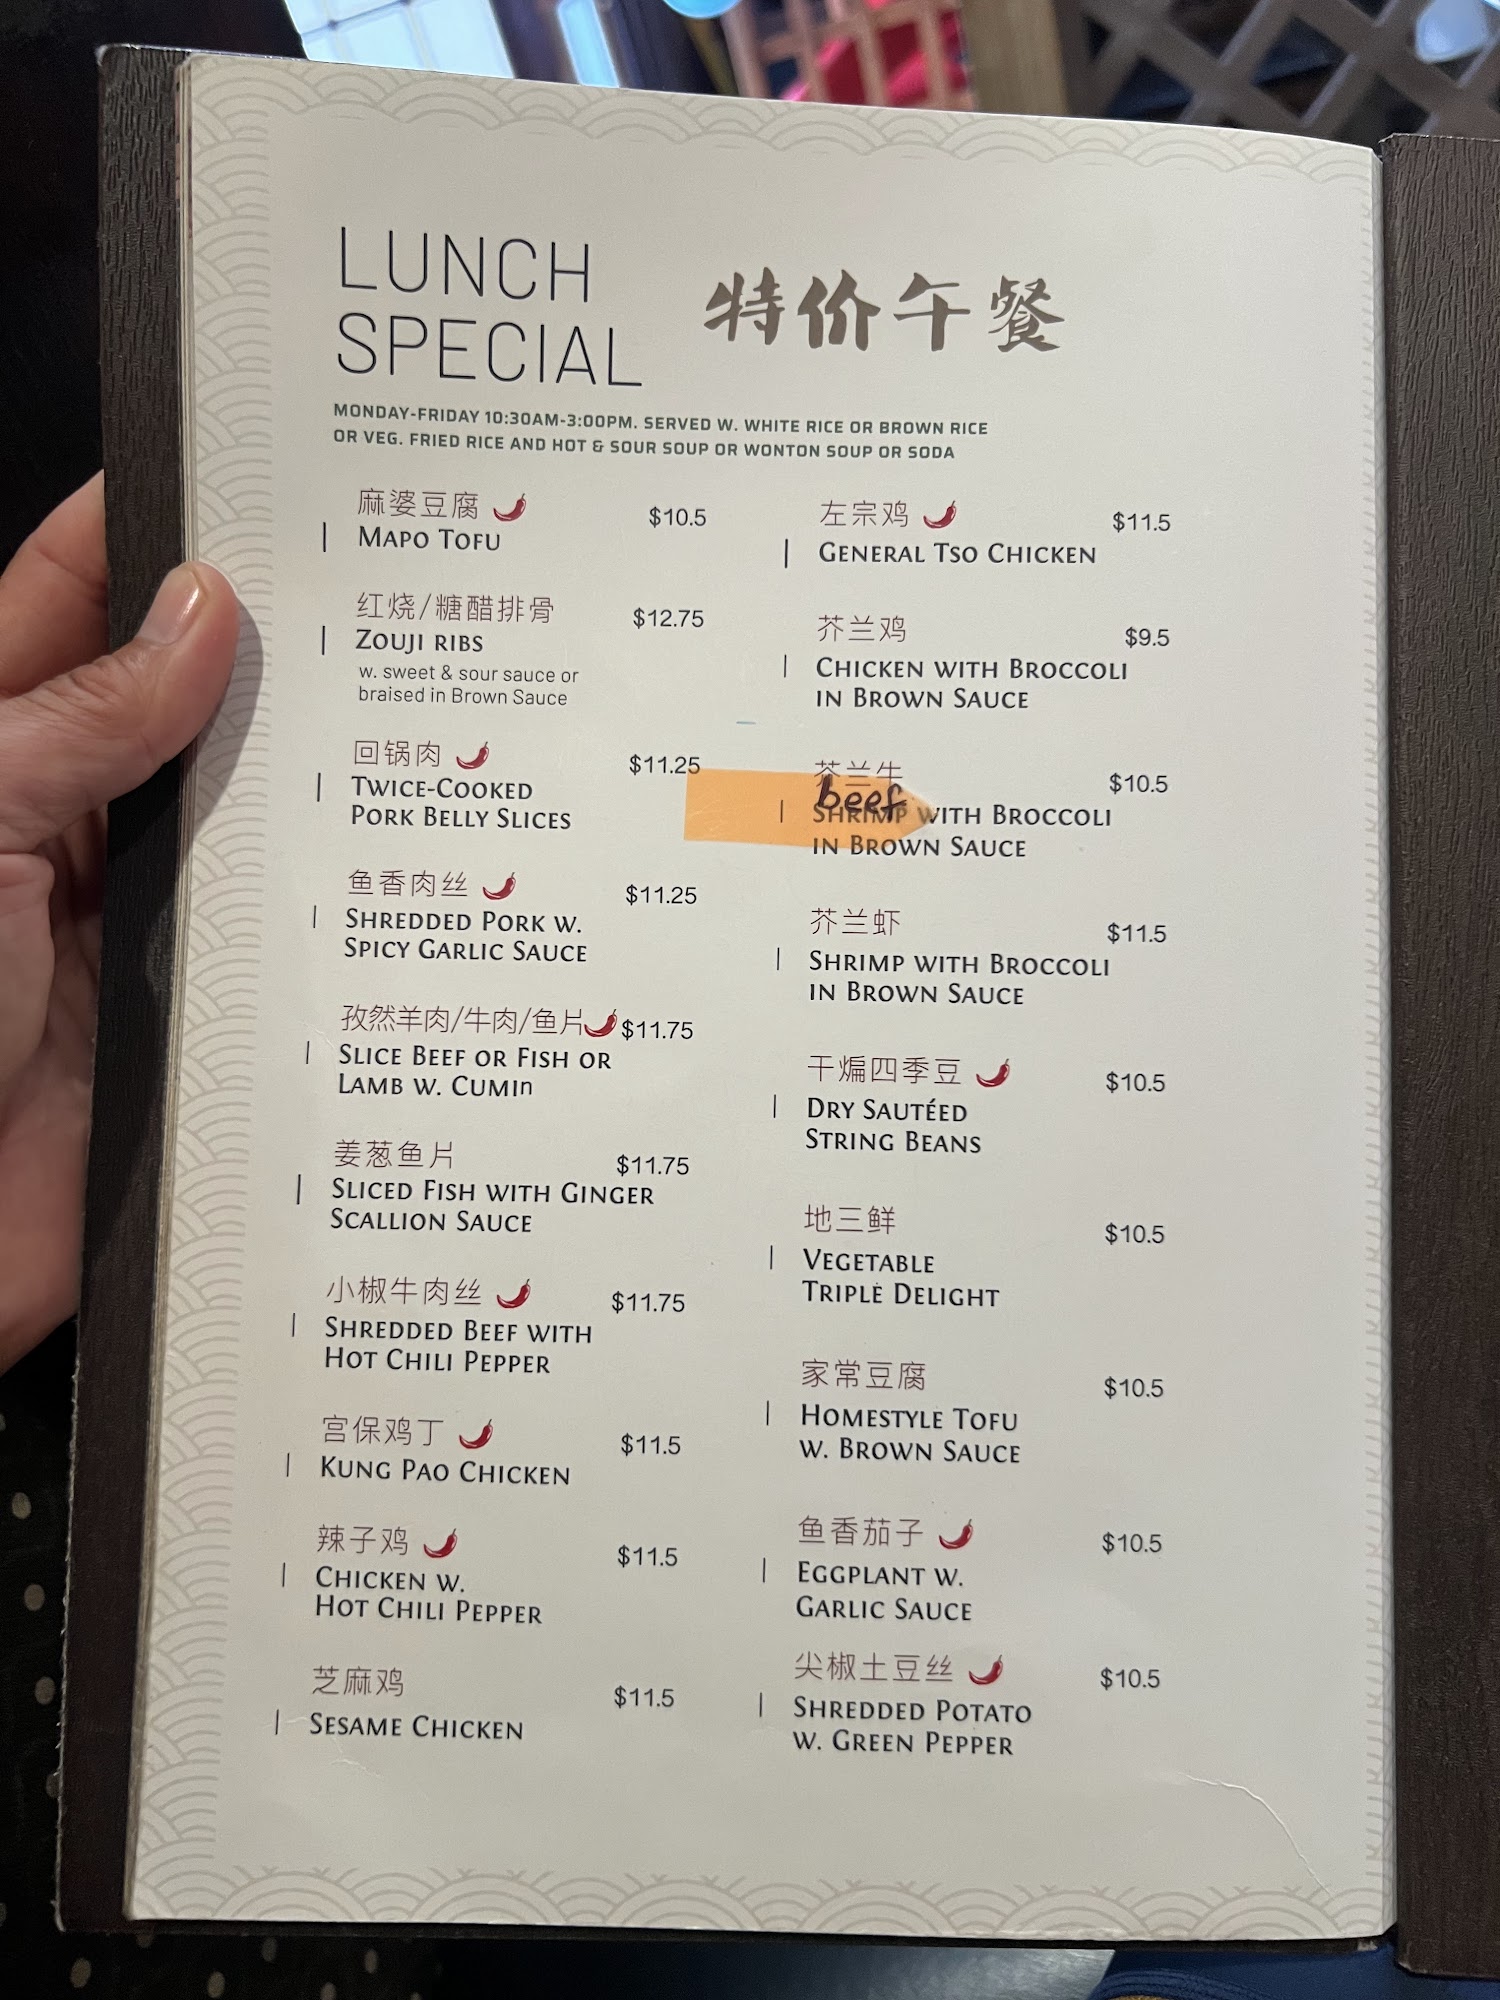 LUNCH
SPECIAL
特价午餐
MONDAY-FRIDAY 10:30AM-3:00PM. SERVED W. WHITE RICE OR BROWN RICE
OR VEG. FRIED RICE AND HOT & SOUR SOUP OR WONTON SOUP OR SODA
麻婆豆腐 $10.5
MAPO TOFU
红烧/糖醋排骨 $12.75
ZOUJI RIBS
w. sweet & sour sauce or
braised in Brown Sauce
回锅肉 $11.25
TWICE-COOKED
PORK BELLY SLICES
鱼香肉丝 $11.25
SHREDDED PORK W.
SPICY GARLIC SAUCE
孜然羊肉/牛肉/鱼片 $11.75
SLICE BEEF OR FISH OR
LAMB W. CUMIn
姜葱鱼片 $11.75
SLICED FISH WITH GINGER
SCALLION SAUCE
小椒牛肉丝 $11.75
SHREDDED BEEF WITH
HOT CHILI PEPPER
宫保鸡丁 $11.5
KUNG PAO CHICKEN
辣子鸡 $11.5
CHICKEN W.
HOT CHILI PEPPER
芝麻鸡 $11.5
SESAME CHICKEN
左宗鸡 $11.5
GENERAL TSO CHICKEN
芥兰鸡 $9.5
CHICKEN WITH BROCCOLI
IN BROWN SAUCE
芥兰牛 $10.5
beef
SHRIMP WITH BROCCOLI
IN BROWN SAUCE
芥兰虾 $11.5
SHRIMP WITH BROCCOLI
IN BROWN SAUCE
干煸四季豆 $10.5
DRY SAUTÉED
STRING BEANS
地三鲜 $10.5
VEGETABLE
TRIPLE DELIGHT
家常豆腐 $10.5
HOMESTYLE TOFU
W. BROWN SAUCE
鱼香茄子 $10.5
EGGPLANT W.
GARLIC SAUCE
尖椒土豆丝 $10.5
SHREDDED POTATO
W. GREEN PEPPER